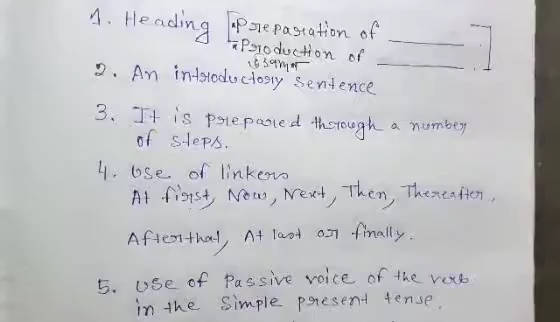 1. Heading [• Preparation of ______ ]
• Production of ______
2. An introductory sentence
3. It is prepared through a number
of steps.
4. Use of linkers
At first, Now, Next, Then, Thereafter,
After that, At last or finally.
5. Use of Passive voice of the verb
in the Simple present tense.